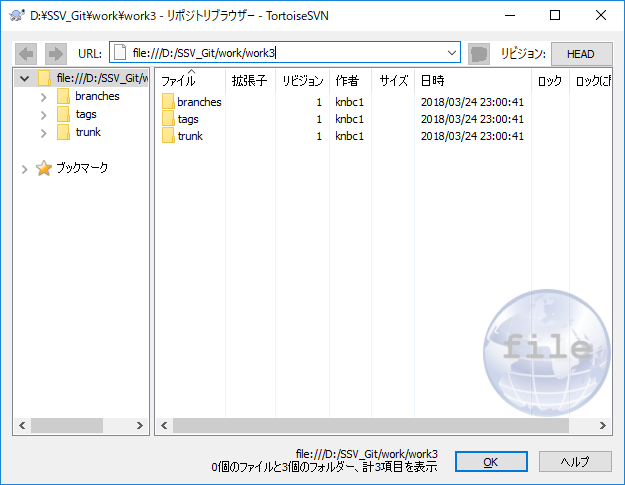 D:¥SSV_Git¥work¥work3 - リポジトリブラウザー - TortoiseSVN
URL: file:///D:/SSV_Git/work/work3 リビジョン: HEAD
file:///D:/SSV_Git/w
branches
tags
trunk
ブックマーク
ファイル 拡張子 リビジョン 作者 サイズ 日時 ロック ロックに
branches 1 knbc1 2018/03/24 23:00:41
tags 1 knbc1 2018/03/24 23:00:41
trunk 1 knbc1 2018/03/24 23:00:41
file
file:///D:/SSV_Git/work/work3
0個のファイルと3個のフォルダー、計3項目を表示
OK ヘルプ